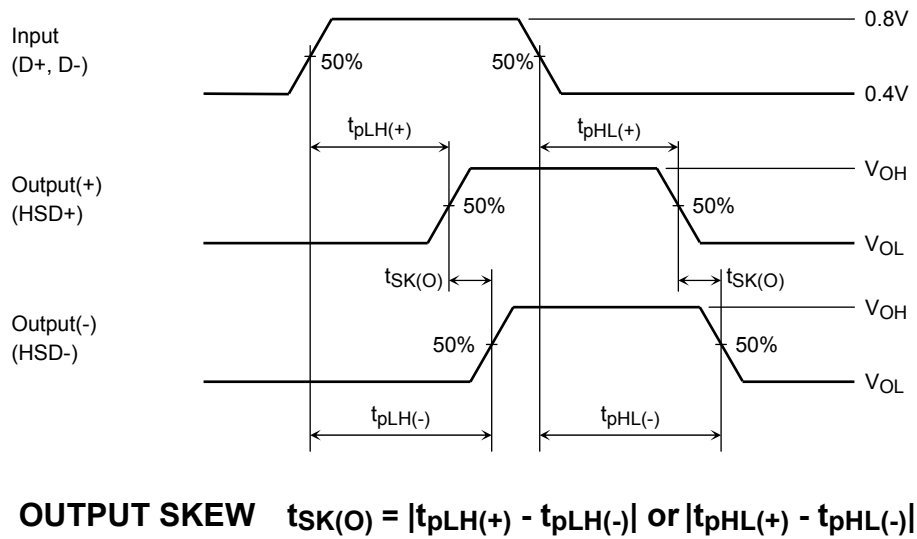 0.8V
Input
(D+, D-)
50%
50%
0.4V
tpLH(+)
tpHL(+)
VOH
Output(+)
(HSD+)
50%
50%
VOL
tSK(O)
tSK(O)
VOH
Output(-)
(HSD-)
50%
50%
VOL
tpLH(-)
tpHL(-)
OUTPUT SKEW tSK(O) = |tpLH(+) - tpLH(-)| or |tpHL(+) - tpHL(-)|